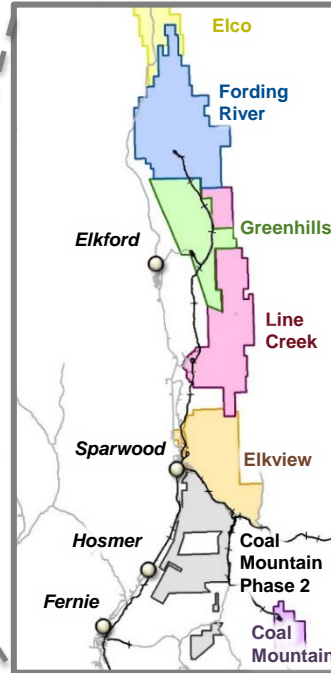 Elco
Fording
River
Greenhills
Elkford
Line
Creek
Sparwood
Elkview
Hosmer
Coal
Mountain
Phase 2
Fernie
Coal
Mountain